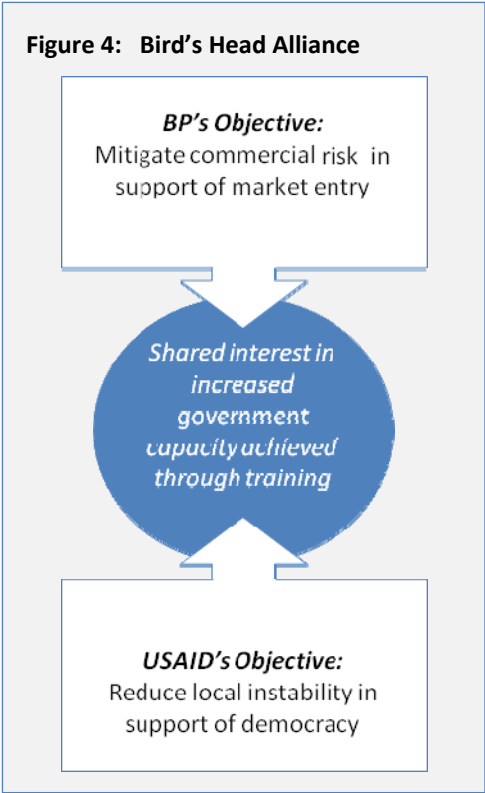 Figure 4: Bird's Head Alliance
BP's Objective:
Mitigate commercial risk in
support of market entry
Shared interest in
increased
government
capacity achieved
through training
USAID's Objective:
Reduce local instability in
support of democracy